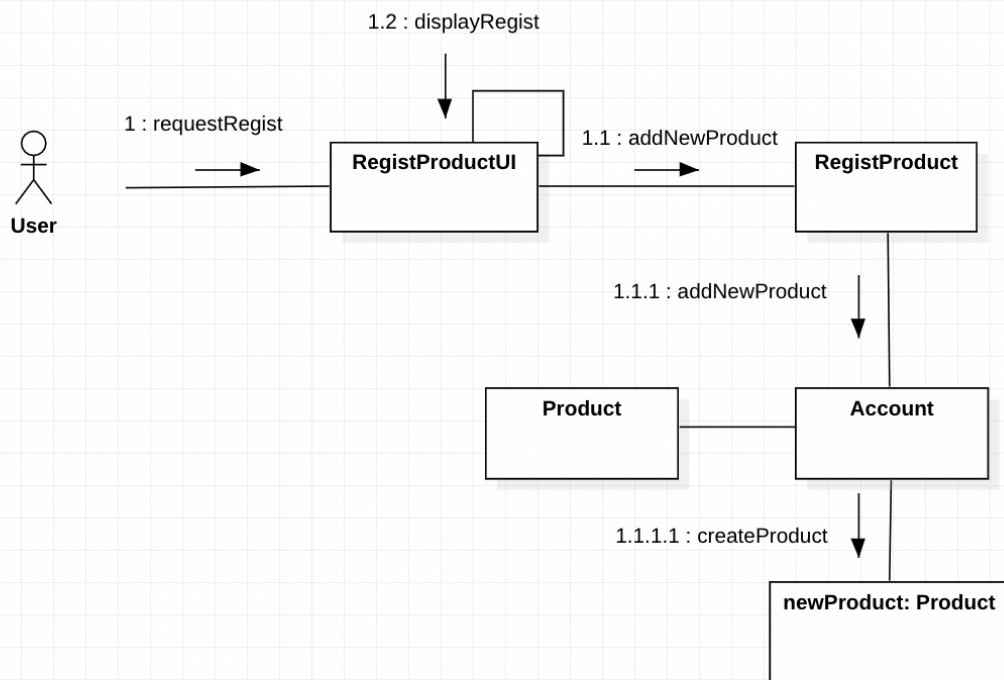 1.2 : displayRegist
1 : requestRegist
1.1 : addNewProduct
RegistProductUI
RegistProduct
User
1.1.1 : addNewProduct
Product
Account
1.1.1.1 : createProduct
newProduct: Product